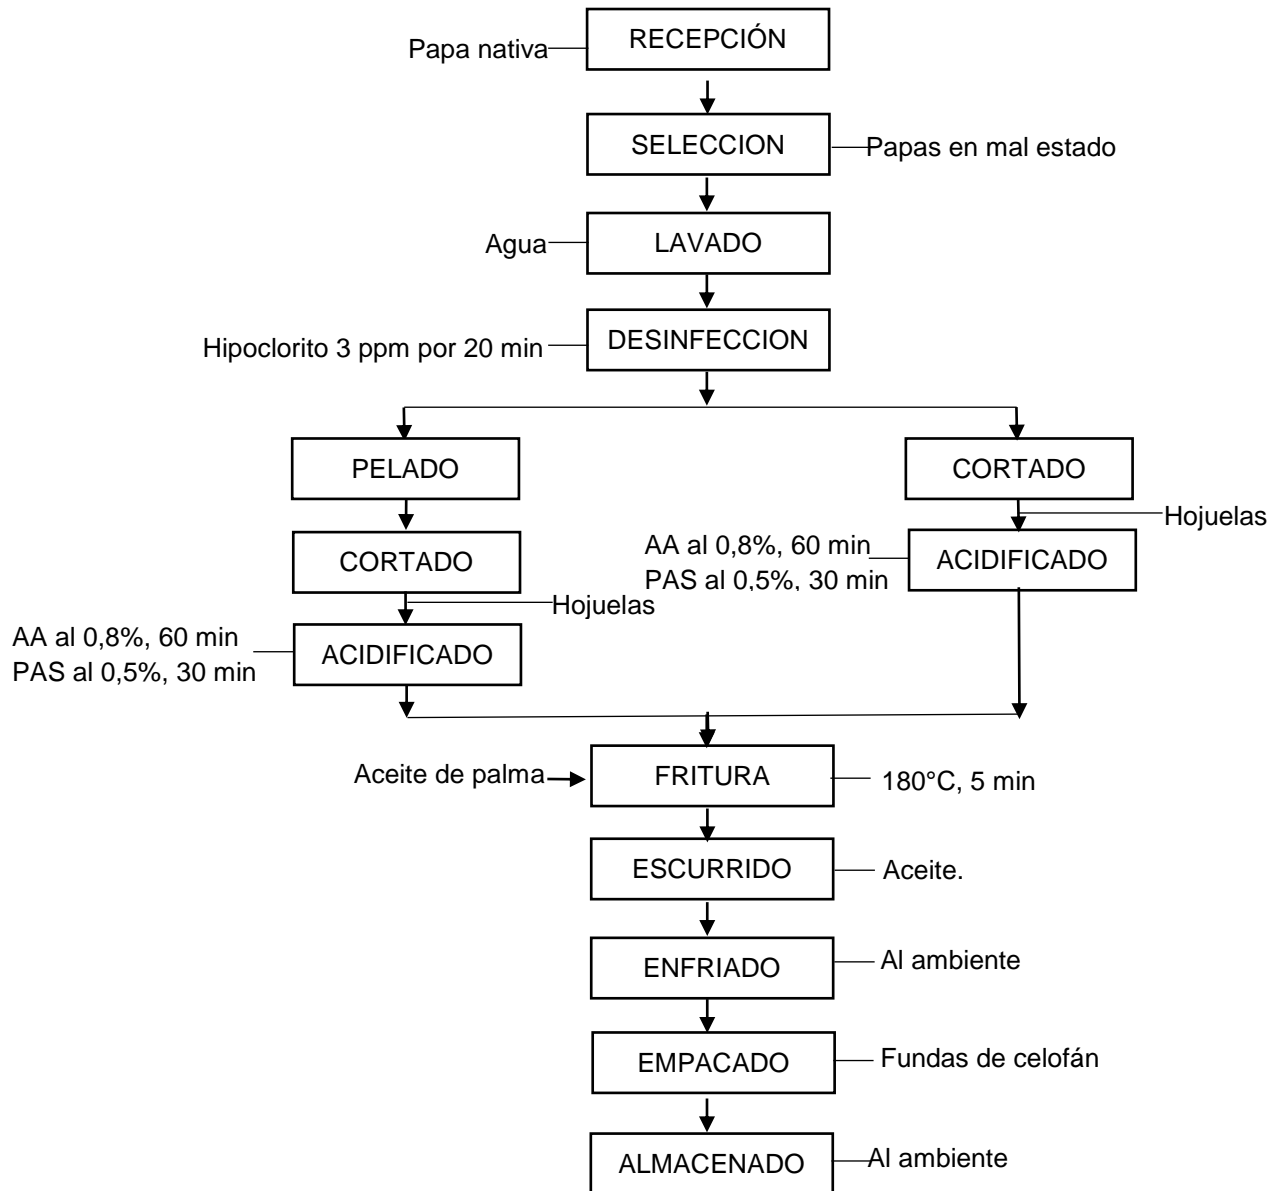 RECEPCIÓN
Papa nativa
SELECCION
Papas en mal estado
LAVADO
Agua
DESINFECCION
Hipoclorito 3 ppm por 20 min
PELADO
CORTADO
Hojuelas
AA al 0,8%, 60 min
PAS al 0,5%, 30 min
ACIDIFICADO
CORTADO
Hojuelas
AA al 0,8%, 60 min
PAS al 0,5%, 30 min
ACIDIFICADO
Aceite de palma
FRITURA
180°C, 5 min
ESCURRIDO
Aceite.
ENFRIADO
Al ambiente
EMPACADO
Fundas de celofán
ALMACENADO
Al ambiente